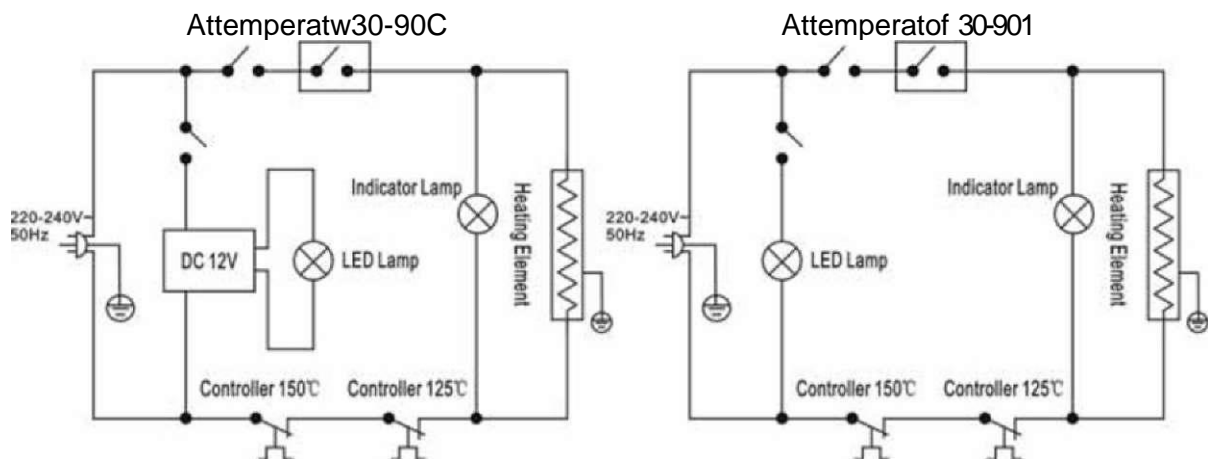 Attemperatw30-90C
Attemperatof 30-901
Indicator Lamp
Heating Element
220-240V~
50Hz
DC 12V
LED Lamp
Controller 150℃
Controller 125℃
Indicator Lamp
Heating Element
220-240V~
50Hz
LED Lamp
Controller 150℃
Controller 125℃